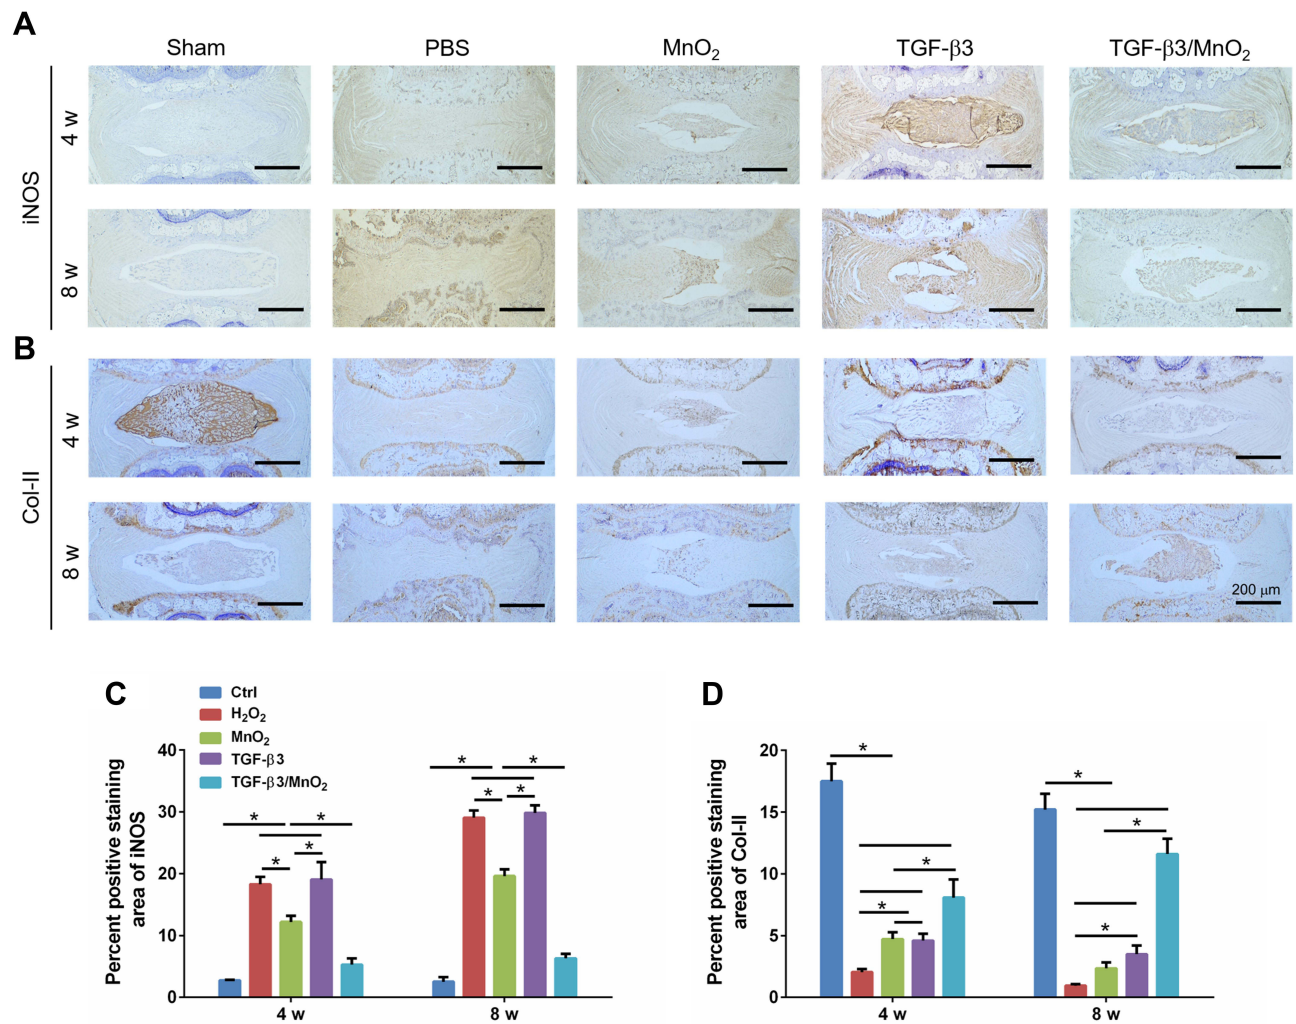 A
Sham PBS MnO₂ TGF-β3 TGF-β3/MnO₂
iNOS
4 w
8 w
B
Col-II
4 w
8 w
200 μm
C
Ctrl
H₂O₂
MnO₂
TGF-β3
TGF-β3/MnO₂
Percent positive staining
area of iNOS
40
30
20
10
0
* * * *
* * * *
4 w 8 w
D
Percent positive staining
area of Col-II
20
15
10
5
0
* * *
* * *
4 w 8 w